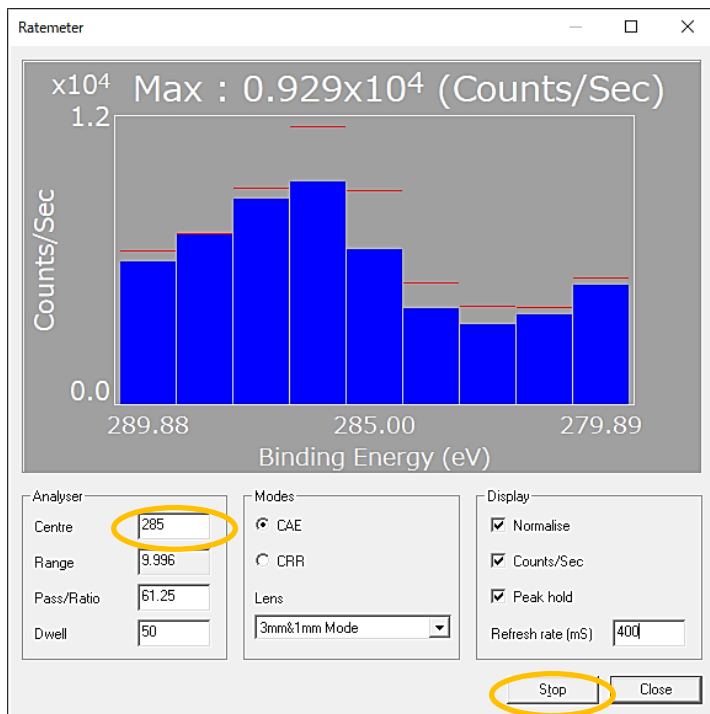 Ratemeter
x10⁴ Max : 0.929x10⁴ (Counts/Sec)
1.2
Counts/Sec
0.0
289.88 285.00 279.89
Binding Energy (eV)
Analyser
Centre 285
Range 9.996
Pass/Ratio 61.25
Dwell 50
Modes
CAE
CRR
Lens
3mm&1mm Mode
Display
Normalise
Counts/Sec
Peak hold
Refresh rate (mS) 400
Stop Close